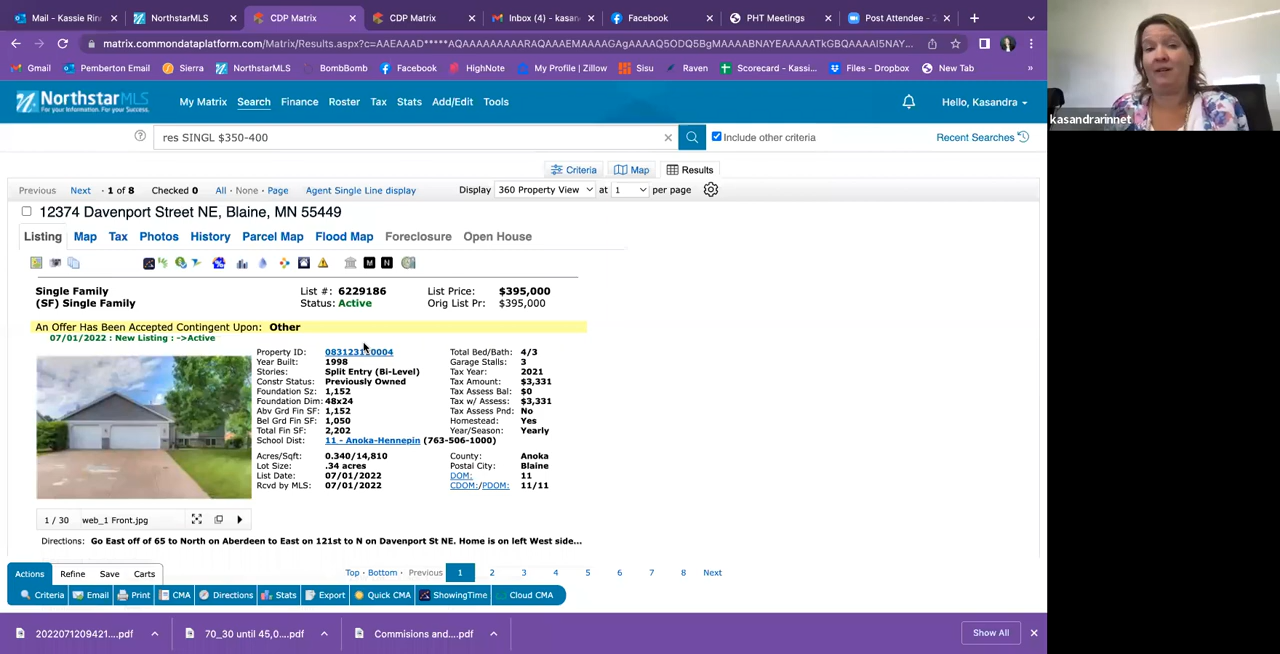 Mail - Kassie Rin
NorthstarMLS
CDP Matrix
CDP Matrix
Inbox (4) - kasan
Facebook
PHT Meetings
Post Attendee - Z
matrix.commondataplatform.com/Matrix/Results.aspx?c=AAEAAAD*****AQAAAAAAAAARAQAAAEMAAAAGAgAAAAQ5ODQ5BgMAAAABNAYEAAAAATkGBQAAAAI5NAY...
Gmail
Pemberton Email
Sierra
NorthstarMLS
BombBomb
Facebook
HighNote
My Profile | Zillow
Sisu
Raven
Scorecard - Kassi...
Files - Dropbox
New Tab
»
NorthstarMLS
For your Information. For your Success.
My Matrix Search Finance Roster Tax Stats Add/Edit Tools
Hello, Kasandra
res SINGL $350-400
Include other criteria
Recent Searches
Criteria Map Results
Previous Next · 1 of 8 Checked 0 All · None · Page Agent Single Line display Display 360 Property View at 1 per page
12374 Davenport Street NE, Blaine, MN 55449
Listing Map Tax Photos History Parcel Map Flood Map Foreclosure Open House
Single Family List #: 6229186 List Price: $395,000
(SF) Single Family Status: Active Orig List Pr: $395,000
An Offer Has Been Accepted Contingent Upon: Other
07/01/2022 : New Listing : ->Active
Property ID: Total Bed/Bath: 4/3
Year Built: 1998 Garage Stalls: 3
Stories: Split Entry (Bi-Level) Tax Year: 2021
Constr Status: Previously Owned Tax Amount: $3,331
Foundation Sz: 1,152 Tax Assess Bal: $0
Foundation Dim: 48x24 Tax w/ Assess: $3,331
Abv Grd Fin SF: 1,152 Tax Assess Pnd: No
Bel Grd Fin SF: 1,050 Homestead: Yes
Total Fin SF: 2,202 Year/Season: Yearly
School Dist: 11 - Anoka-Hennepin (763-506-1000)
Acres/Sqft: 0.340/14,810 County: Anoka
Lot Size: .34 acres Postal City: Blaine
List Date: 07/01/2022 DOM: 11
Rcvd by MLS: 07/01/2022 CDOM:/PDOM: 11/11
1 / 30 web_1 Front.jpg
Directions: Go East off of 65 to North on Aberdeen to East on 121st to N on Davenport St NE. Home is on left West side...
Actions Refine Save Carts
Top · Bottom · Previous 1 2 3 4 5 6 7 8 Next
Criteria Email Print CMA Directions Stats Export Quick CMA ShowingTime Cloud CMA
2022071209421....pdf
70_30 until 45,0....pdf
Commisions and....pdf
Show All
kasandrarinnet